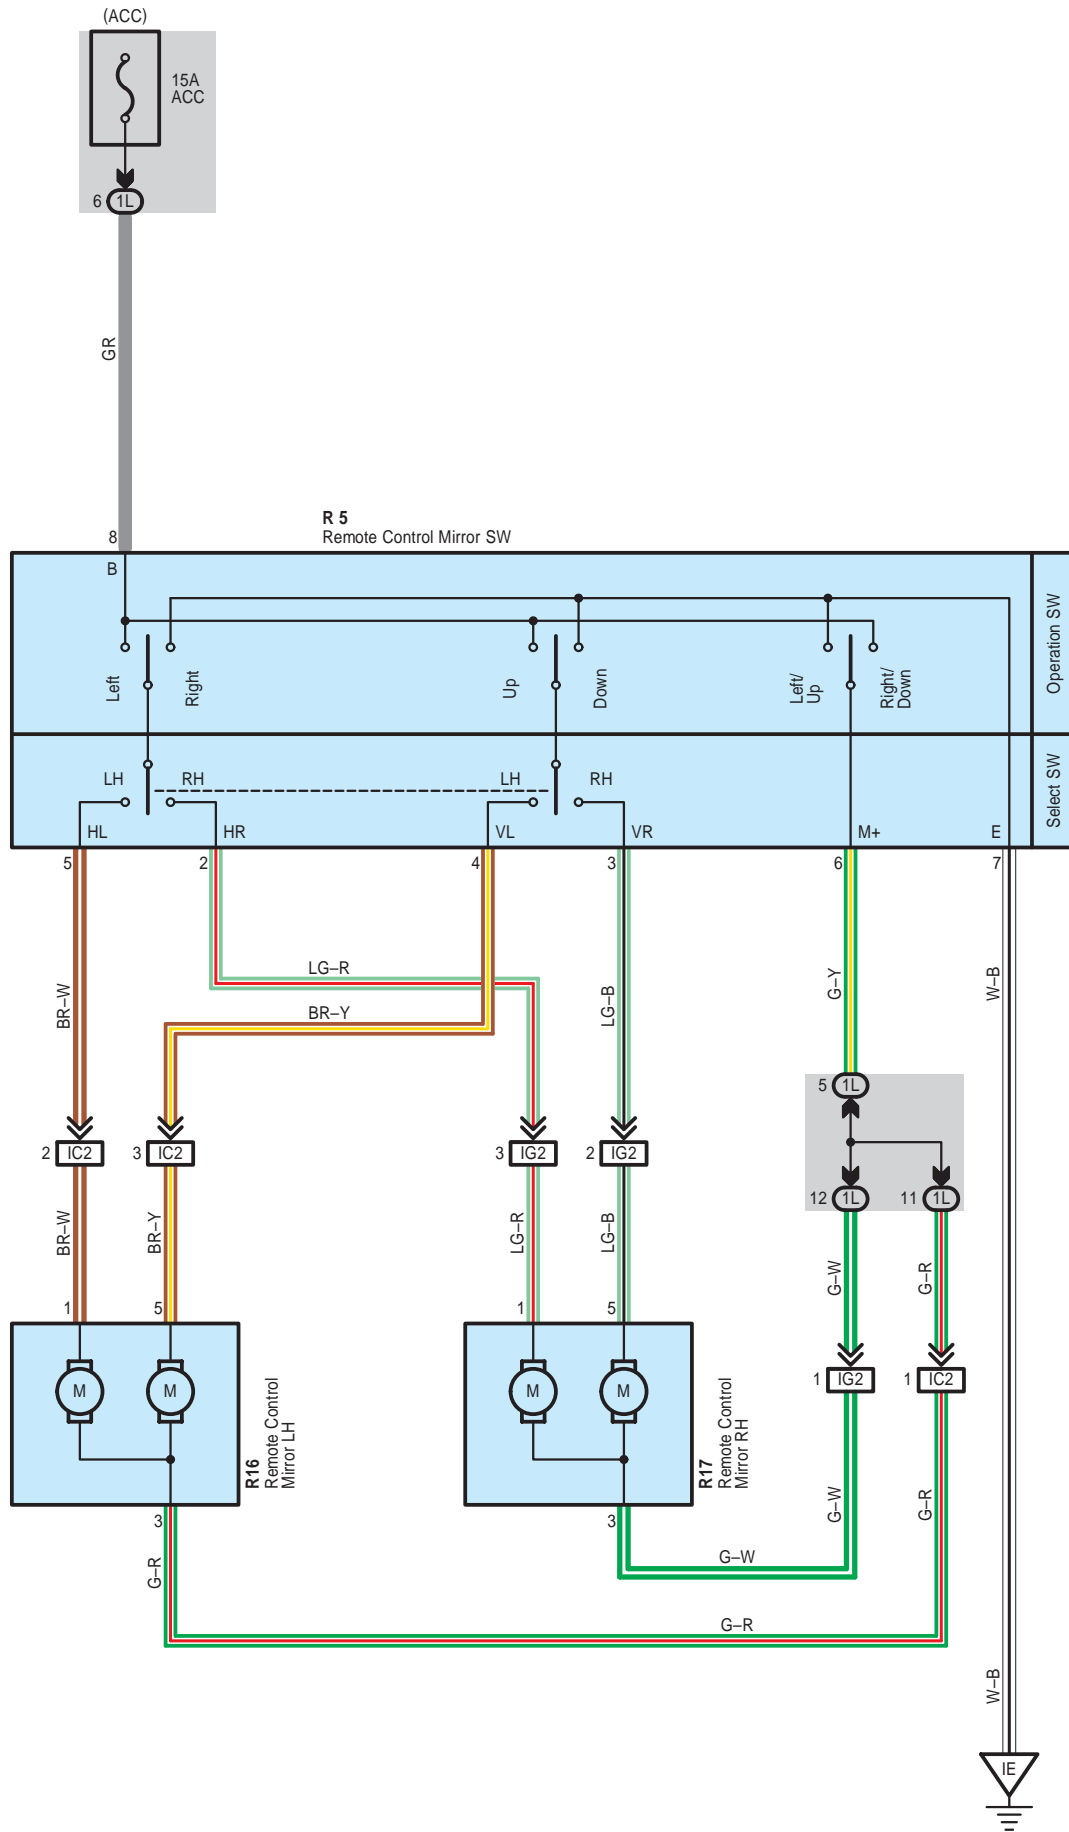 (ACC)
15A
ACC
6 1L
GR
R 5
8 Remote Control Mirror SW
B
Left
Right
Up
Down
Left/
Up
Right/
Down
Operation SW
LH RH LH RH
Select SW
HL HR VL VR M+ E
5 2 4 3 6 7
BR–W
LG–R
BR–Y
LG–B
G–Y
W–B
5 1L
2 IC2 3 IC2 3 IG2 2 IG2
12 1L 11 1L
BR–W
BR–Y
LG–R
LG–B
G–W
G–R
1 5 1 5
M M M M
1 IG2 1 IC2
R16
Remote Control
Mirror LH
R17
Remote Control
Mirror RH
3 3
G–R
G–W
G–R
G–W
G–R
W–B
IE